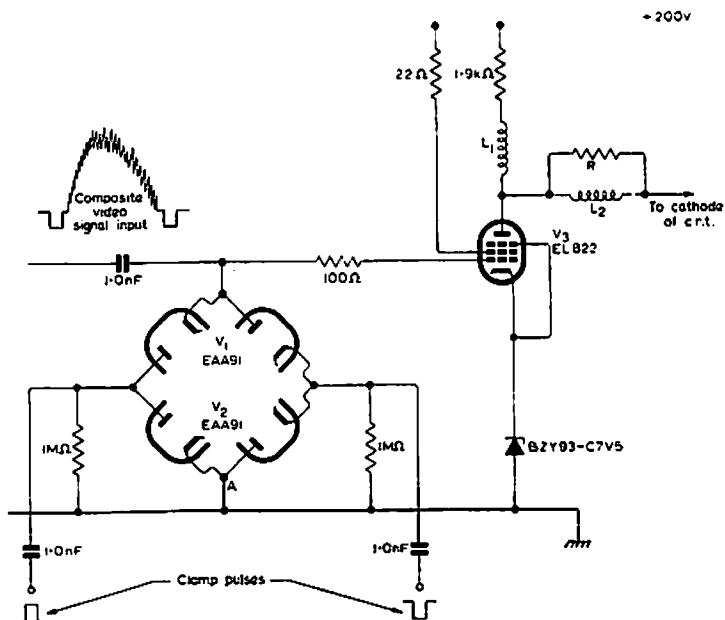 +200v
22Ω
1·9kΩ
L1
R
L2
To cathode
of c.r.t.
Composite
video
signal input
V3
EL822
1·0nF
100Ω
V1
EAA91
V2
EAA91
1MΩ
1MΩ
BZY93-C7V5
A
1·0nF
1·0nF
Clamp pulses